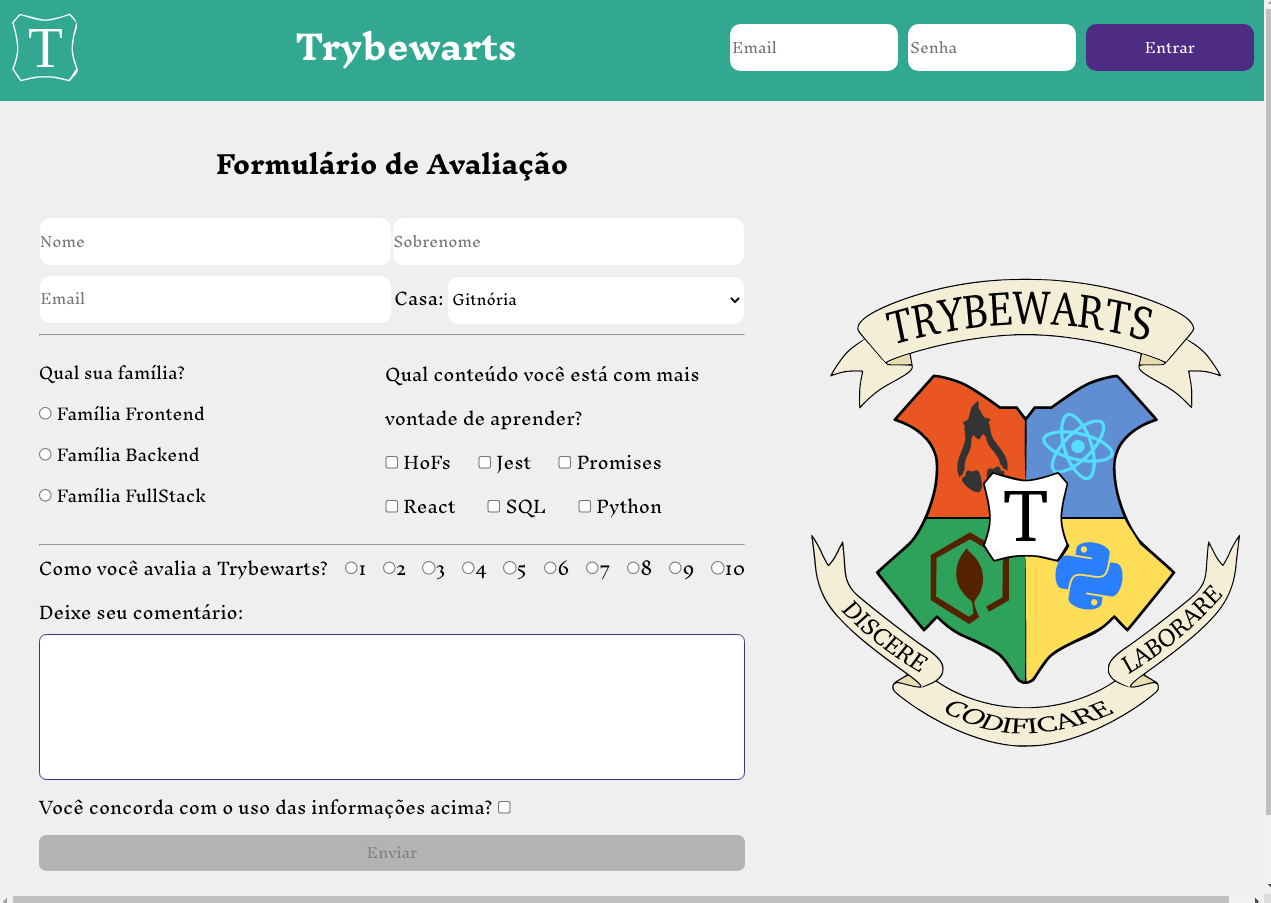 T
Trybewarts
Email
Senha
Entrar
Formulário de Avaliação
Nome
Sobrenome
Email
Casa: Gitnória
Qual sua família?
Família Frontend
Família Backend
Família FullStack
Qual conteúdo você está com mais
vontade de aprender?
HoFs Jest Promises
React SQL Python
Como você avalia a Trybewarts? 1 2 3 4 5 6 7 8 9 10
Deixe seu comentário:
Você concorda com o uso das informações acima?
Enviar
TRYBEWARTS
T
DISCERE
CODIFICARE
LABORARE